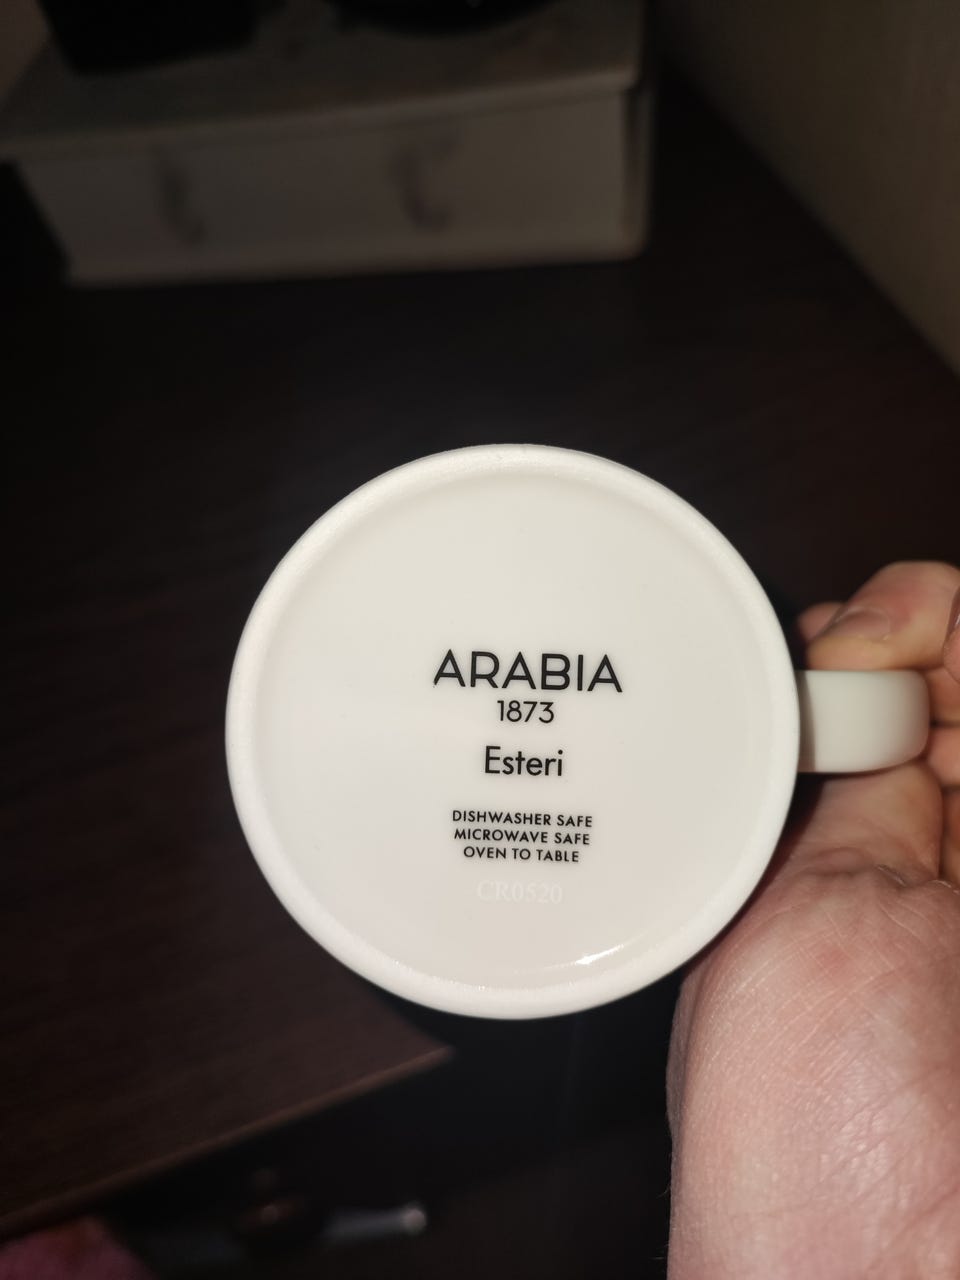 ARABIA
1873
Esteri
DISHWASHER SAFE
MICROWAVE SAFE
OVEN TO TABLE
CR0520